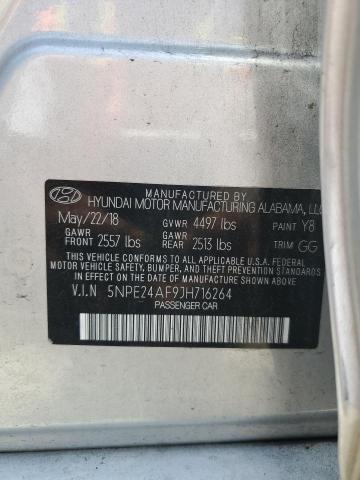 MANUFACTURED BY
HYUNDAI MOTOR MANUFACTURING ALABAMA, LLC
May/22/18 GVWR 4497 lbs PAINT Y8
GAWR FRONT 2557 lbs GAWR REAR 2513 lbs TRIM GG
THIS VEHICLE CONFORMS TO ALL APPLICABLE U.S.A. FEDERAL
MOTOR VEHICLE SAFETY, BUMPER, AND THEFT PREVENTION STANDARDS
IN EFFECT ON THE DATE OF MANUFACTURE SHOWN ABOVE.
V.I.N 5NPE24AF9JH716264
PASSENGER CAR